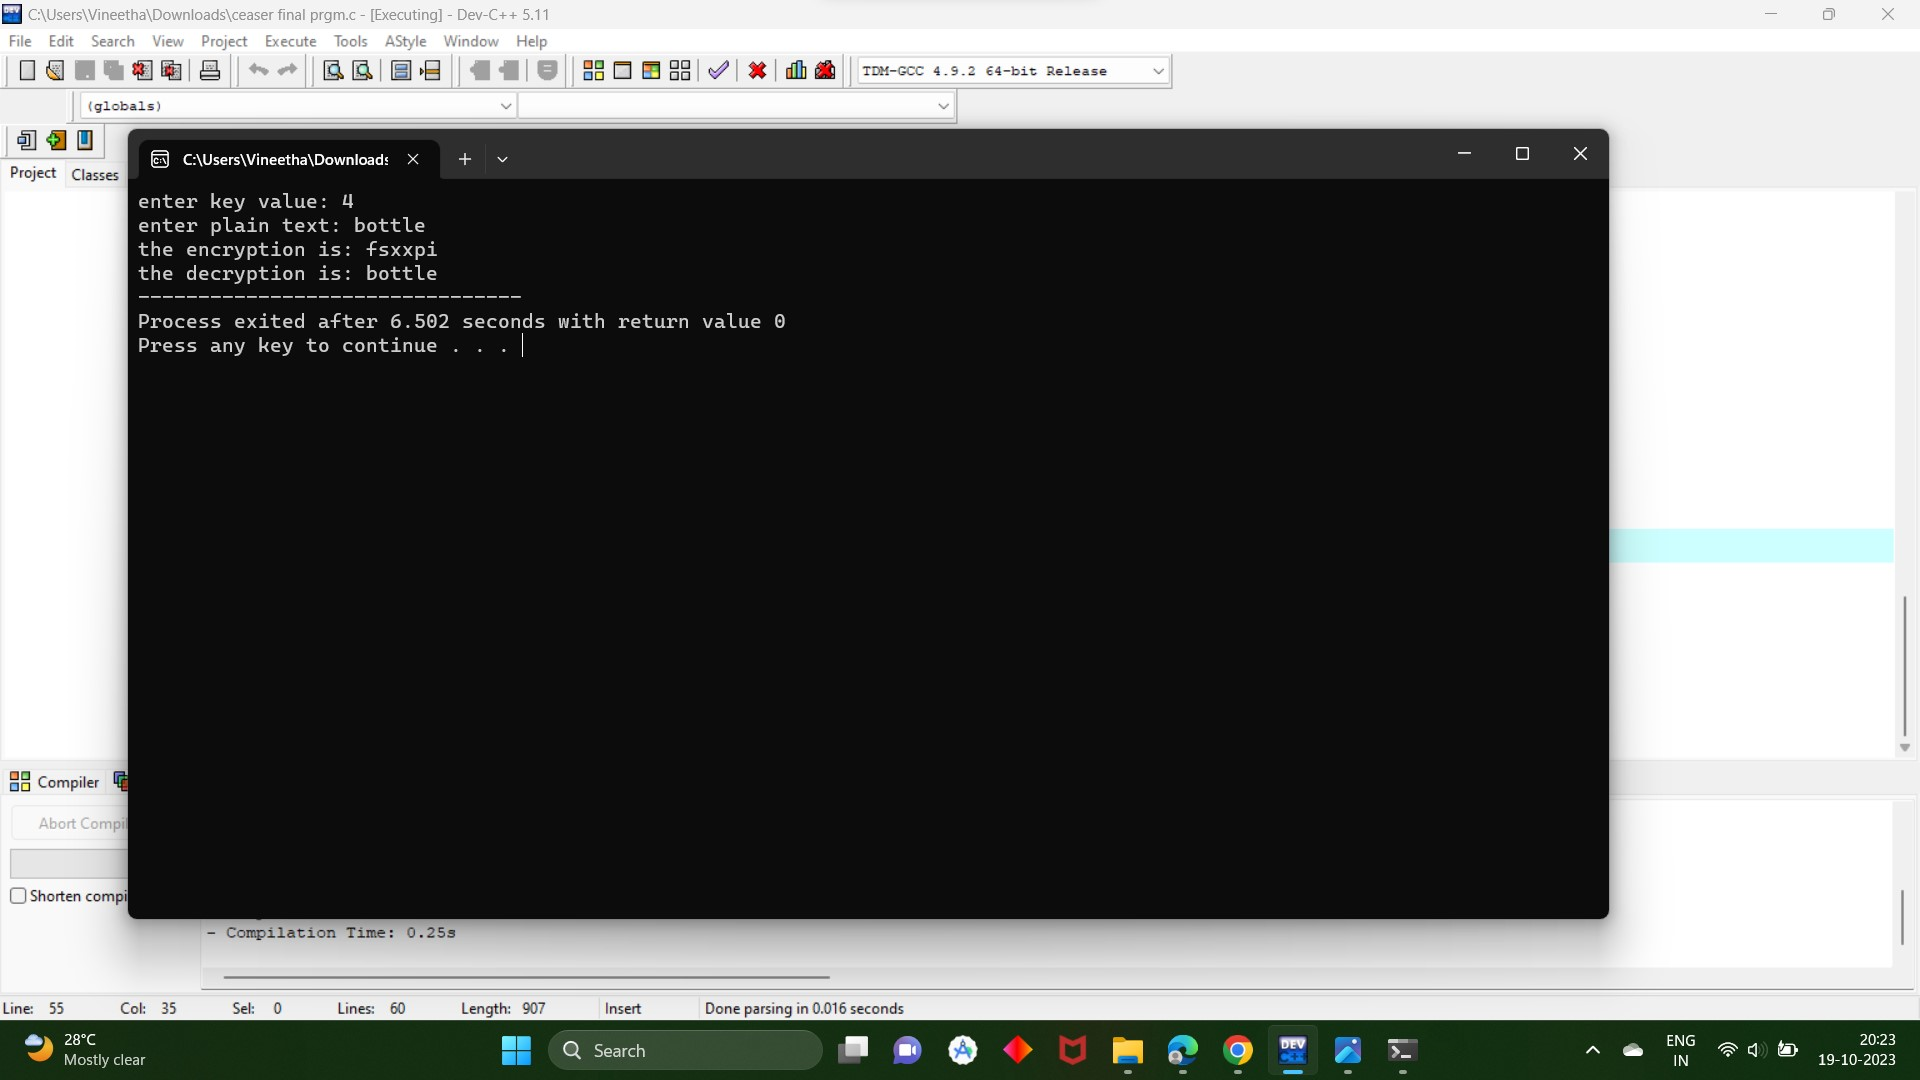 C:\Users\Vineetha\Downloads\ceaser final prgm.c - [Executing] - Dev-C++ 5.11
File Edit Search View Project Execute Tools AStyle Window Help
TDM-GCC 4.9.2 64-bit Release
(globals)
Project Classes
C:\Users\Vineetha\Downloads
enter key value: 4
enter plain text: bottle
the encryption is: fsxxpi
the decryption is: bottle
--------------------------------
Process exited after 6.502 seconds with return value 0
Press any key to continue . . .
Compiler
Abort Compil
Shorten compi
- Compilation Time: 0.25s
Line: 55 Col: 35 Sel: 0 Lines: 60 Length: 907 Insert Done parsing in 0.016 seconds
28°C
Mostly clear
Search
DEV
ENG
IN
20:23
19-10-2023